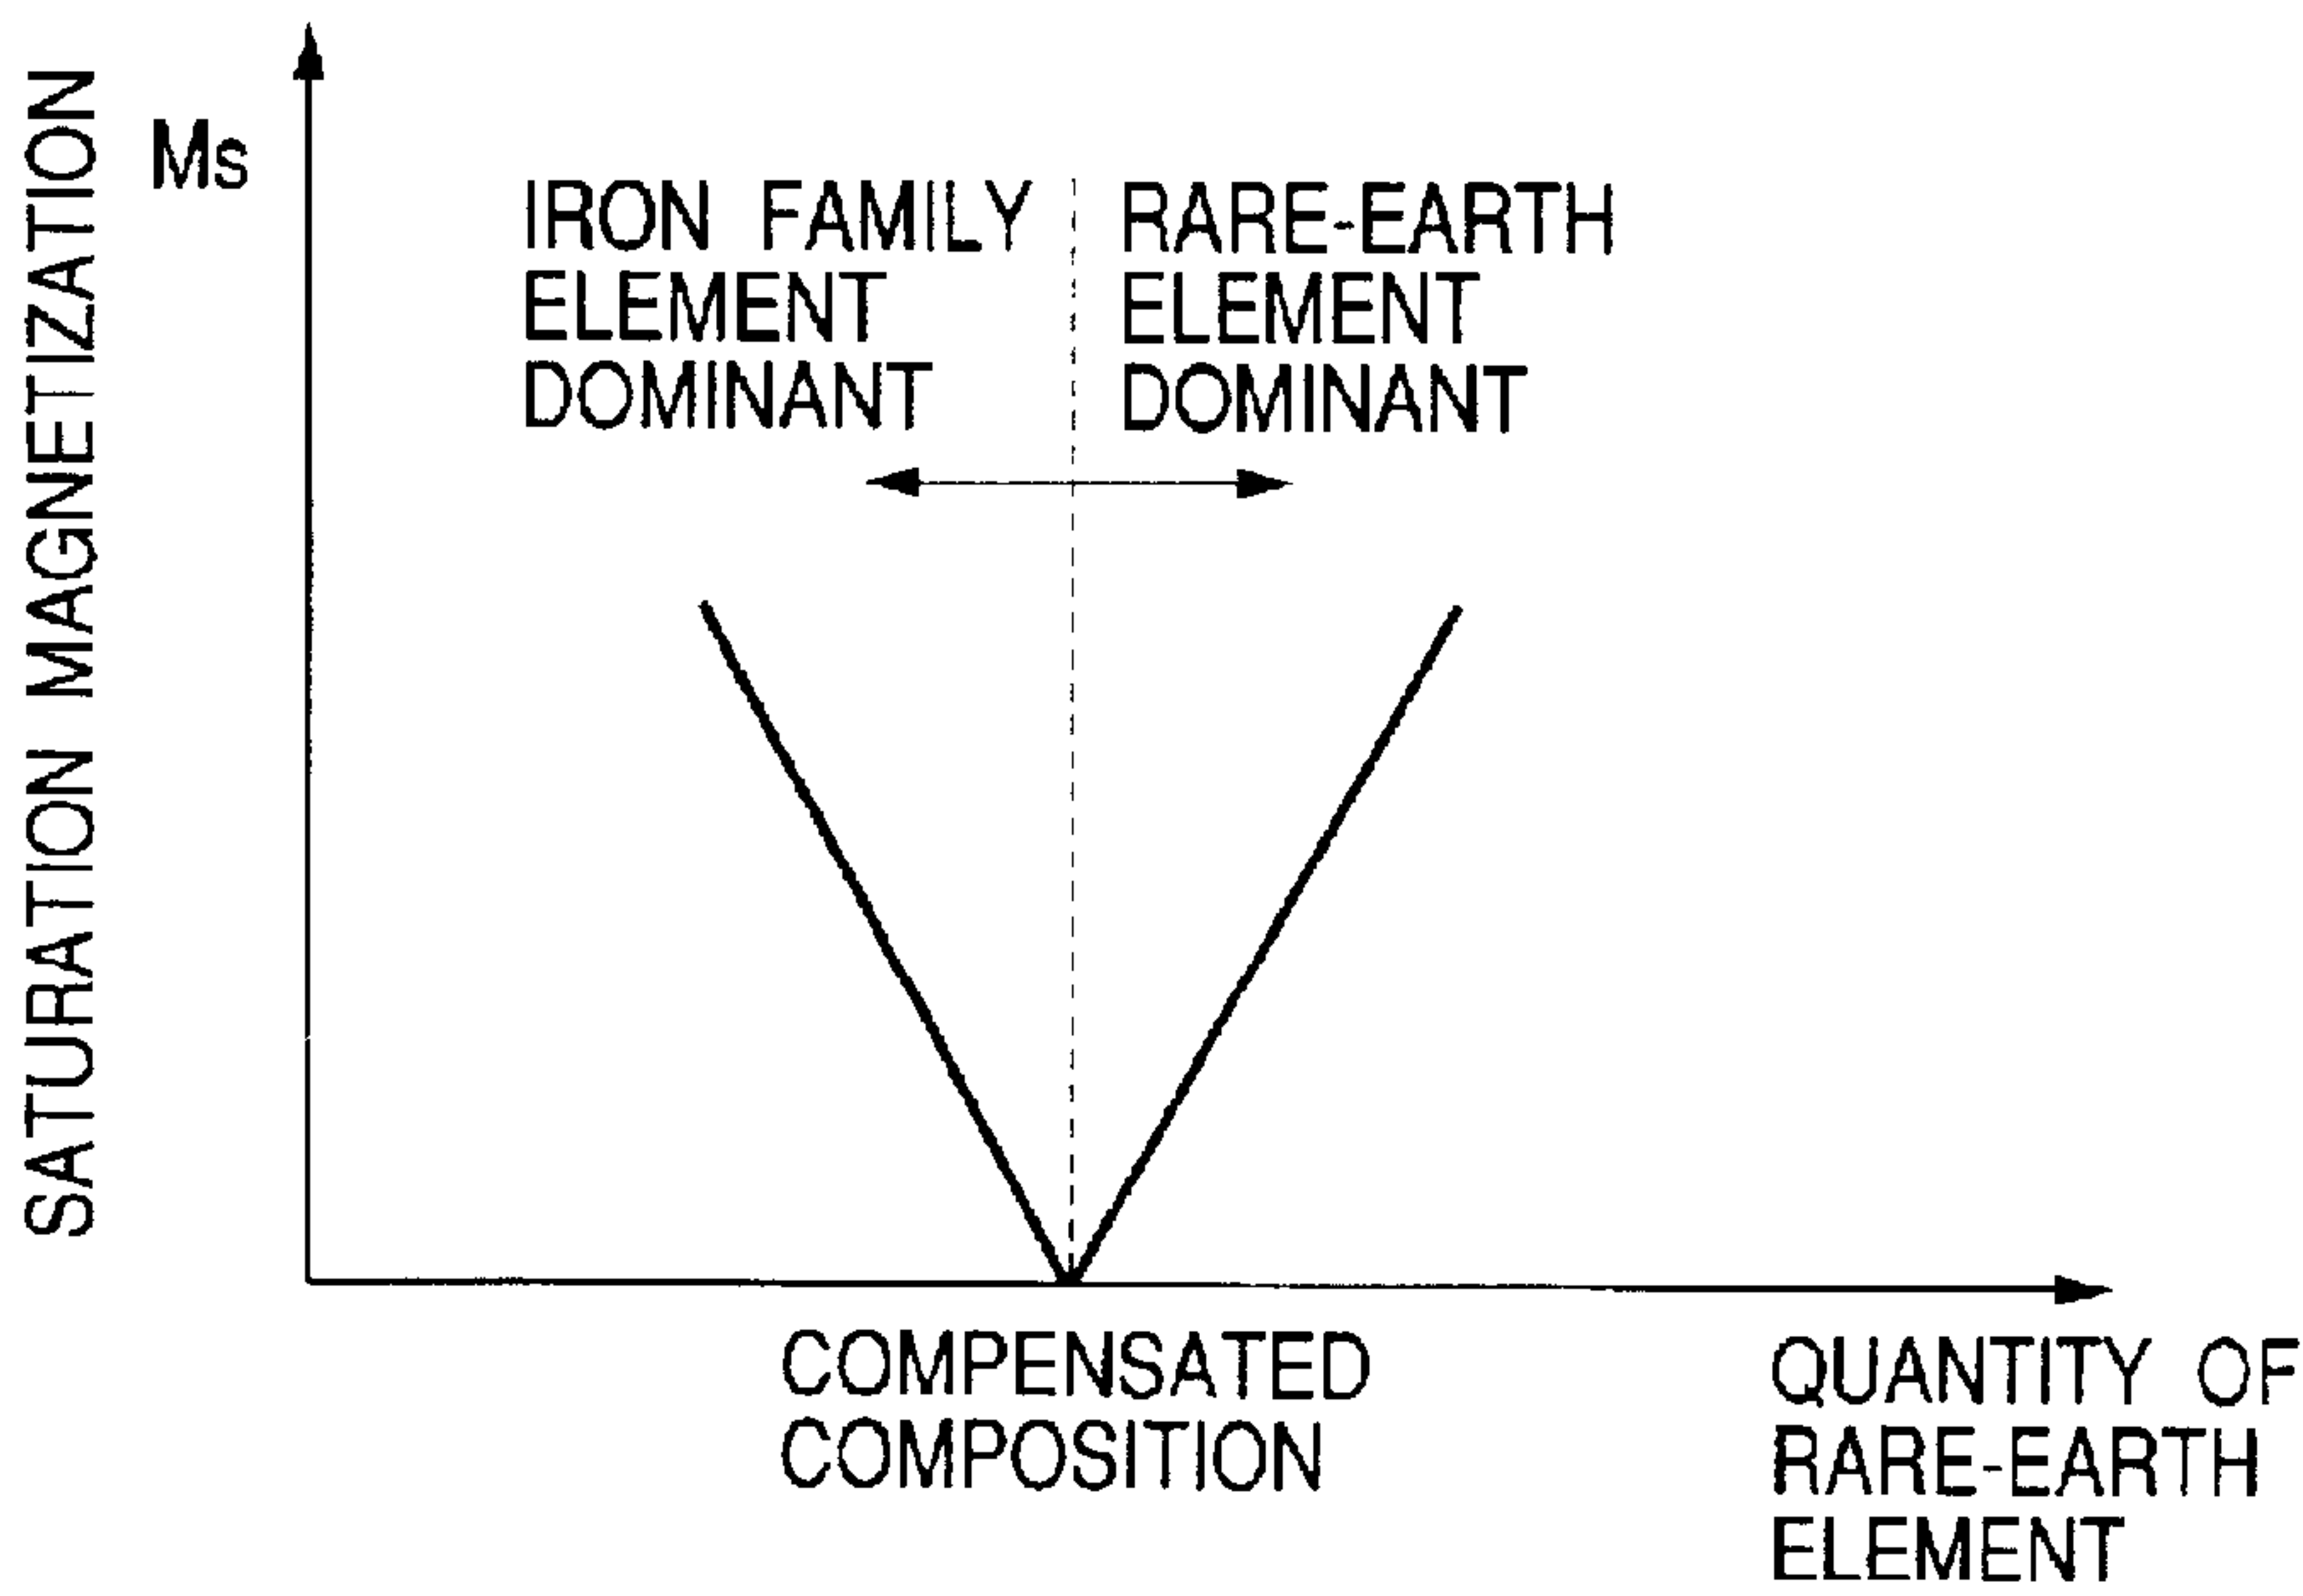 SATURATION MAGNETIZATION
Ms
IRON FAMILY
ELEMENT
DOMINANT
RARE-EARTH
ELEMENT
DOMINANT
COMPENSATED
COMPOSITION
QUANTITY OF
RARE-EARTH
ELEMENT